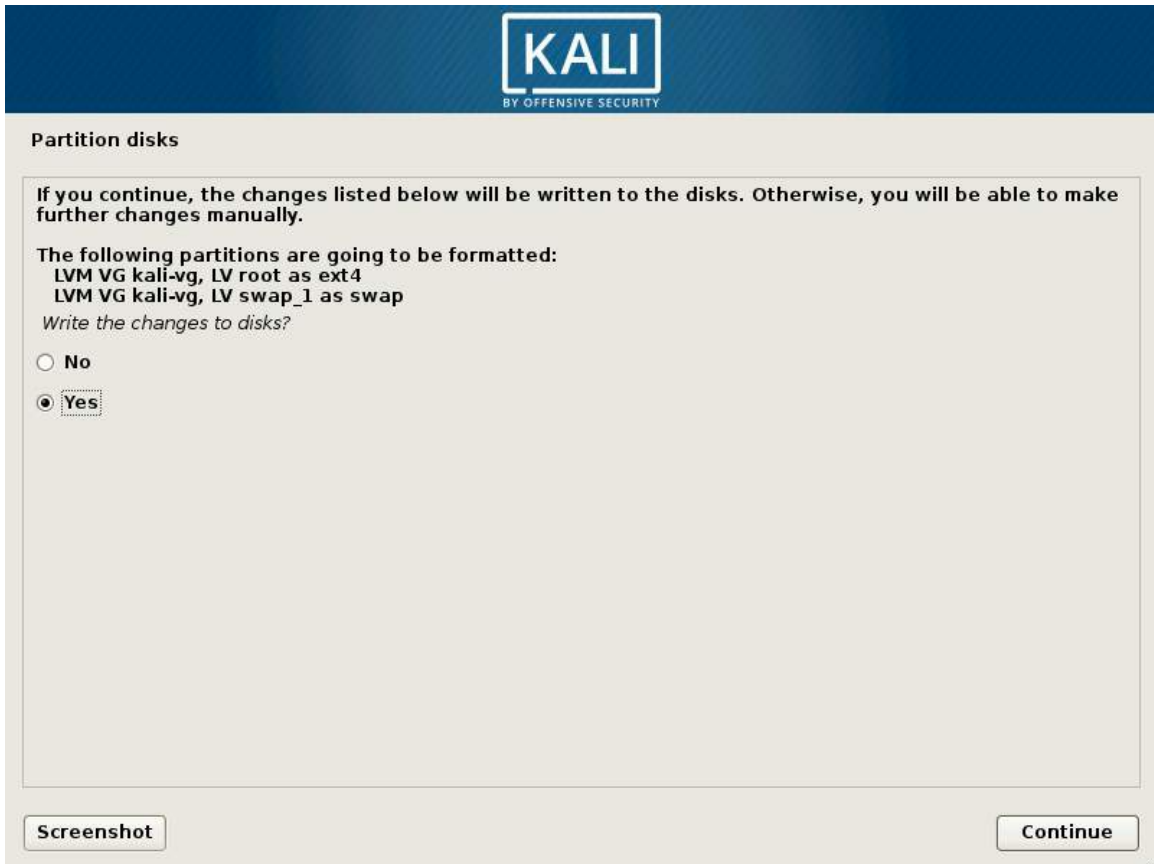 KALI
BY OFFENSIVE SECURITY
Partition disks
If you continue, the changes listed below will be written to the disks. Otherwise, you will be able to make
further changes manually.
The following partitions are going to be formatted:
LVM VG kali-vg, LV root as ext4
LVM VG kali-vg, LV swap_1 as swap
Write the changes to disks?
No
Yes
Screenshot
Continue